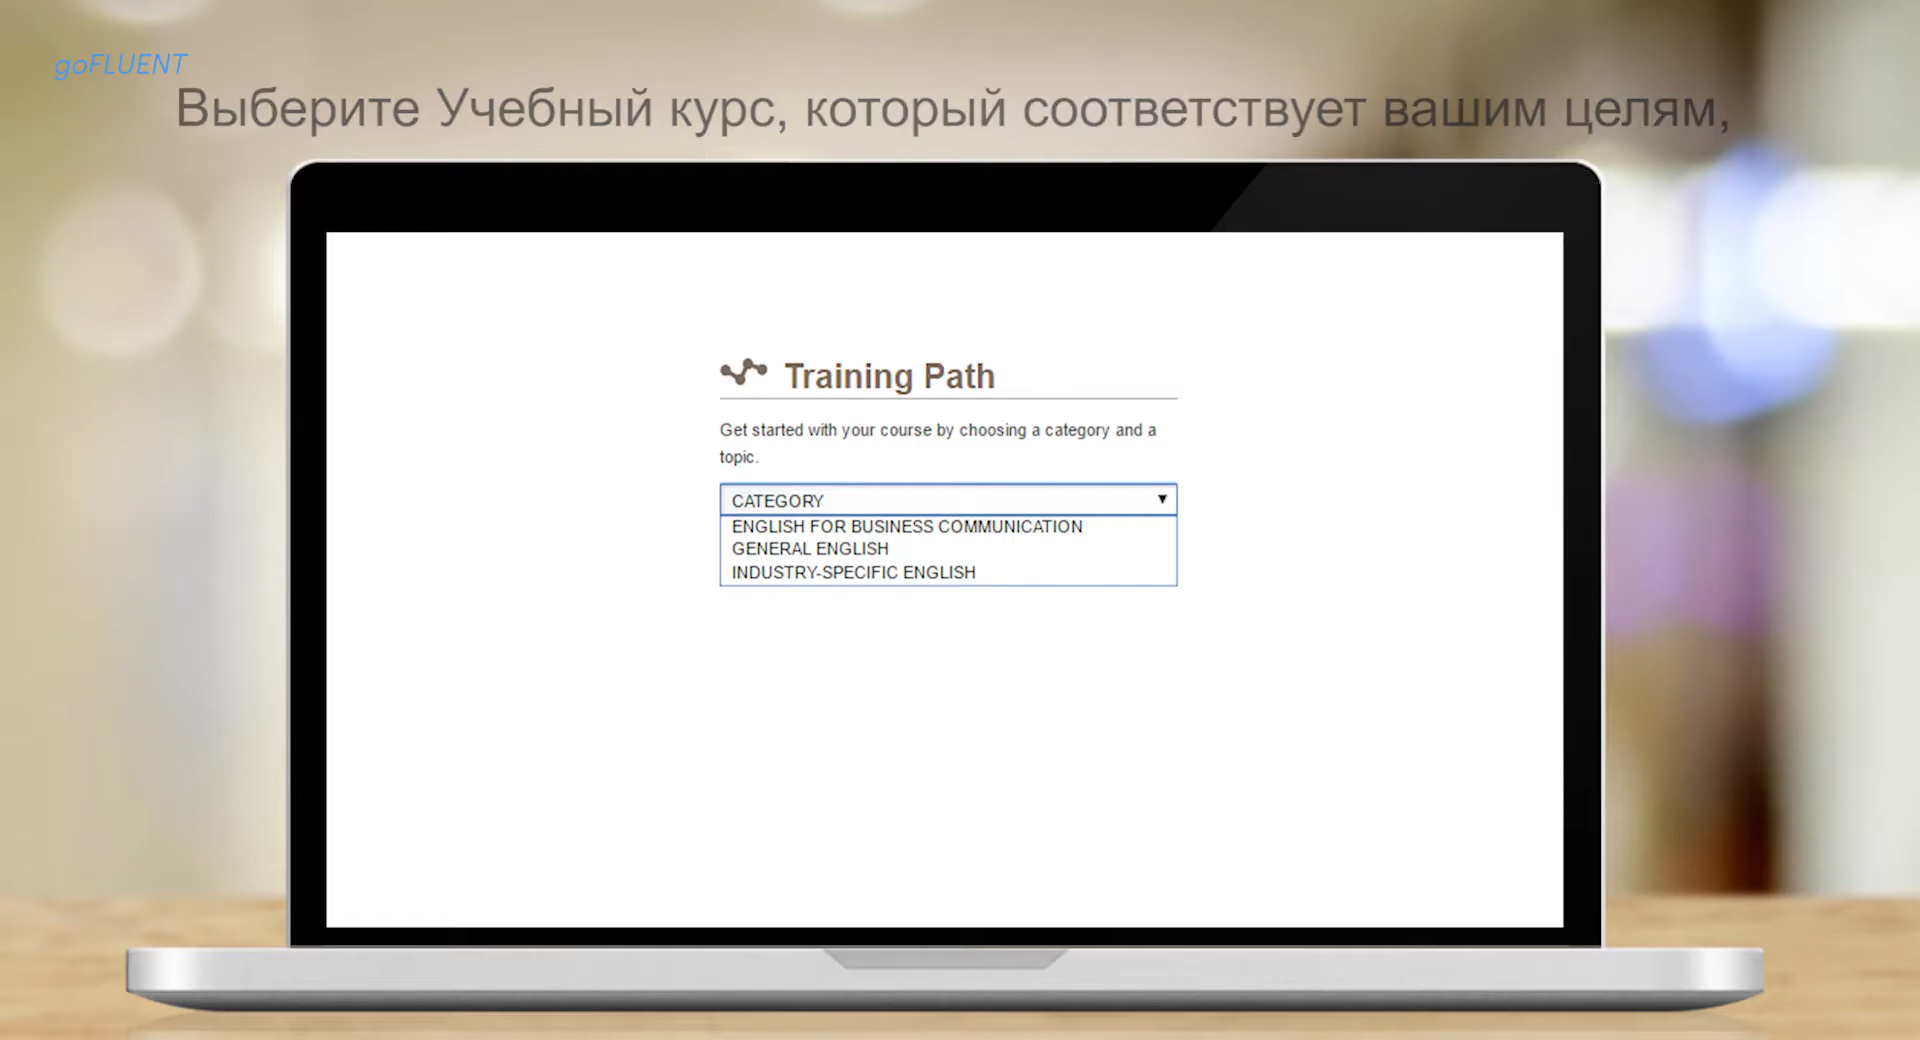 goFLUENT
Выберите Учебный курс, который соответствует вашим целям,
Training Path
Get started with your course by choosing a category and a
topic.
CATEGORY
ENGLISH FOR BUSINESS COMMUNICATION
GENERAL ENGLISH
INDUSTRY-SPECIFIC ENGLISH